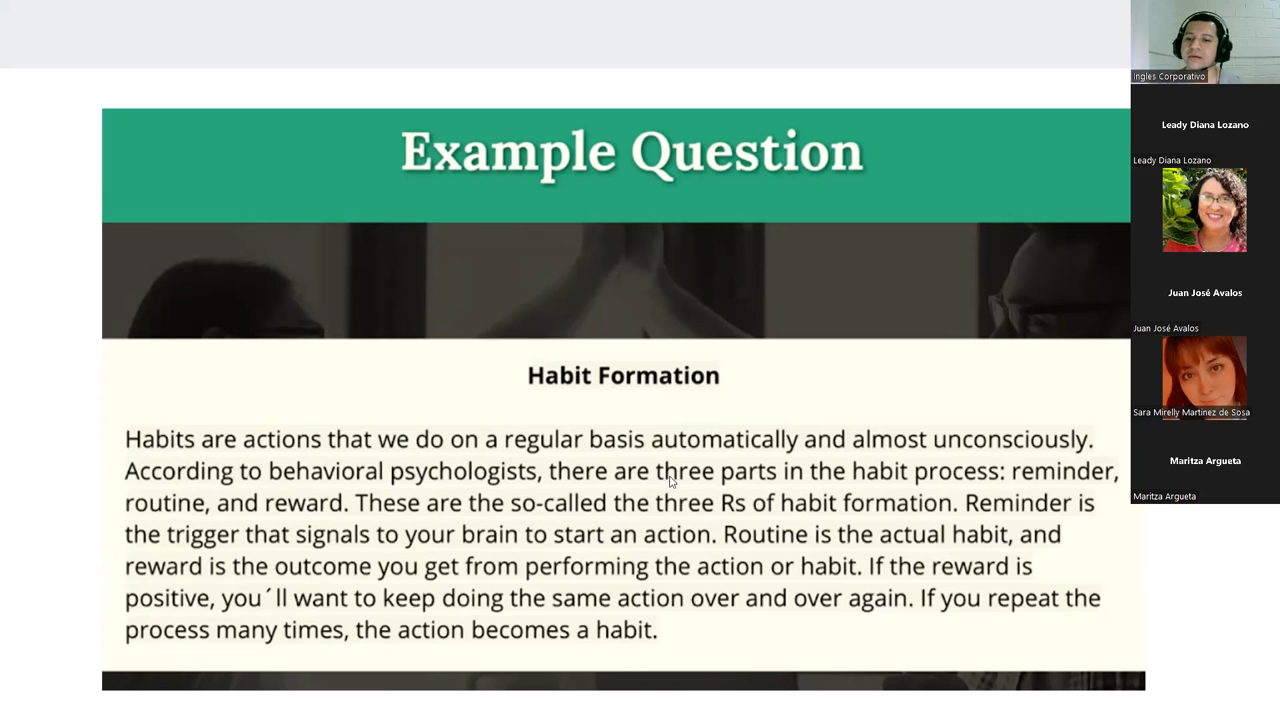 Example Question
Habit Formation
Habits are actions that we do on a regular basis automatically and almost unconsciously.
According to behavioral psychologists, there are three parts in the habit process: reminder,
routine, and reward. These are the so-called the three Rs of habit formation. Reminder is
the trigger that signals to your brain to start an action. Routine is the actual habit, and
reward is the outcome you get from performing the action or habit. If the reward is
positive, you´ll want to keep doing the same action over and over again. If you repeat the
process many times, the action becomes a habit.
Ingles Corporativo
Leady Diana Lozano
Leady Diana Lozano
Juan José Avalos
Juan José Avalos
Sara Mirelly Martinez de Sosa
Maritza Argueta
Maritza Argueta